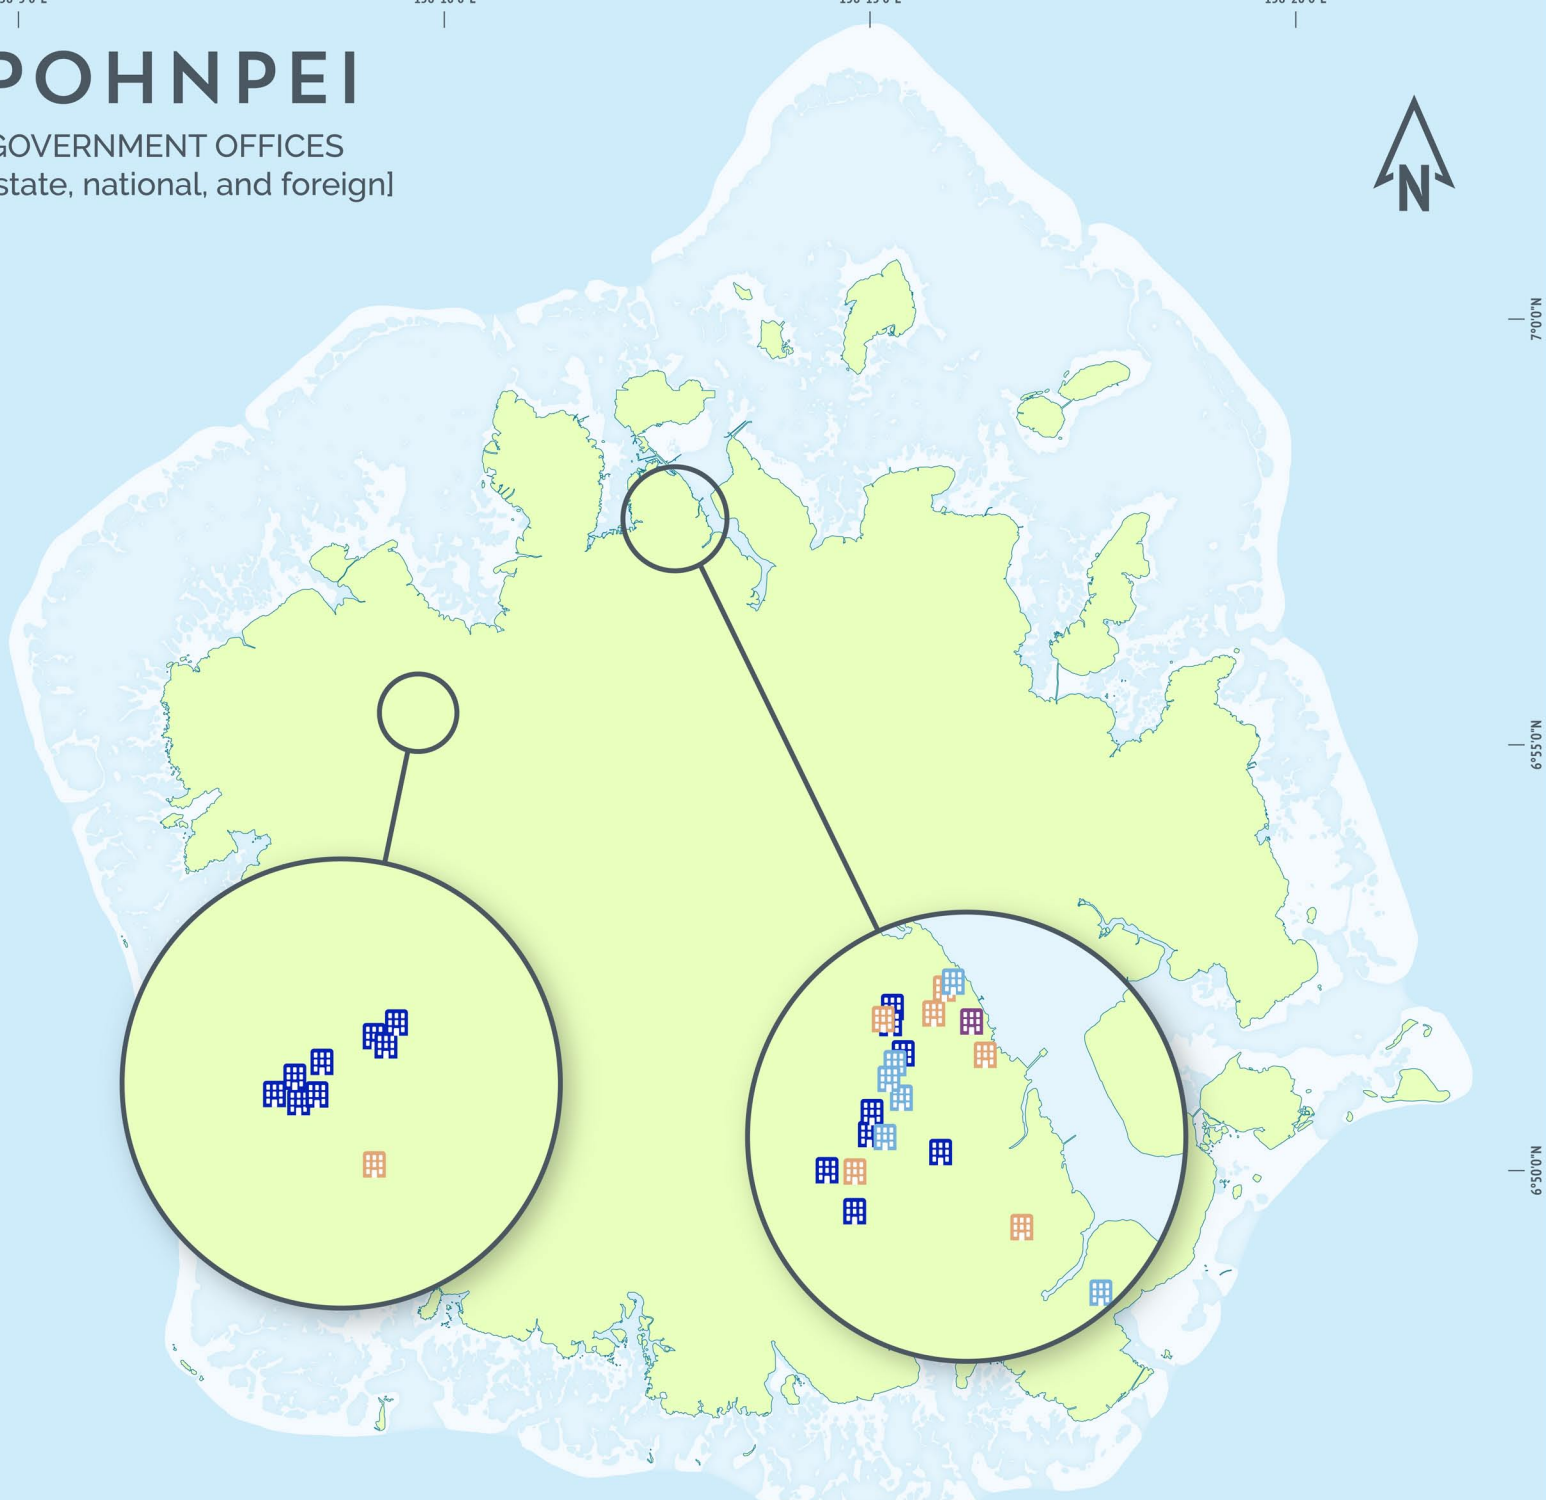 POHNPEI
GOVERNMENT OFFICES
state, national, and foreign]
N
7°0'0"N
6°55'0"N
6°50'0"N